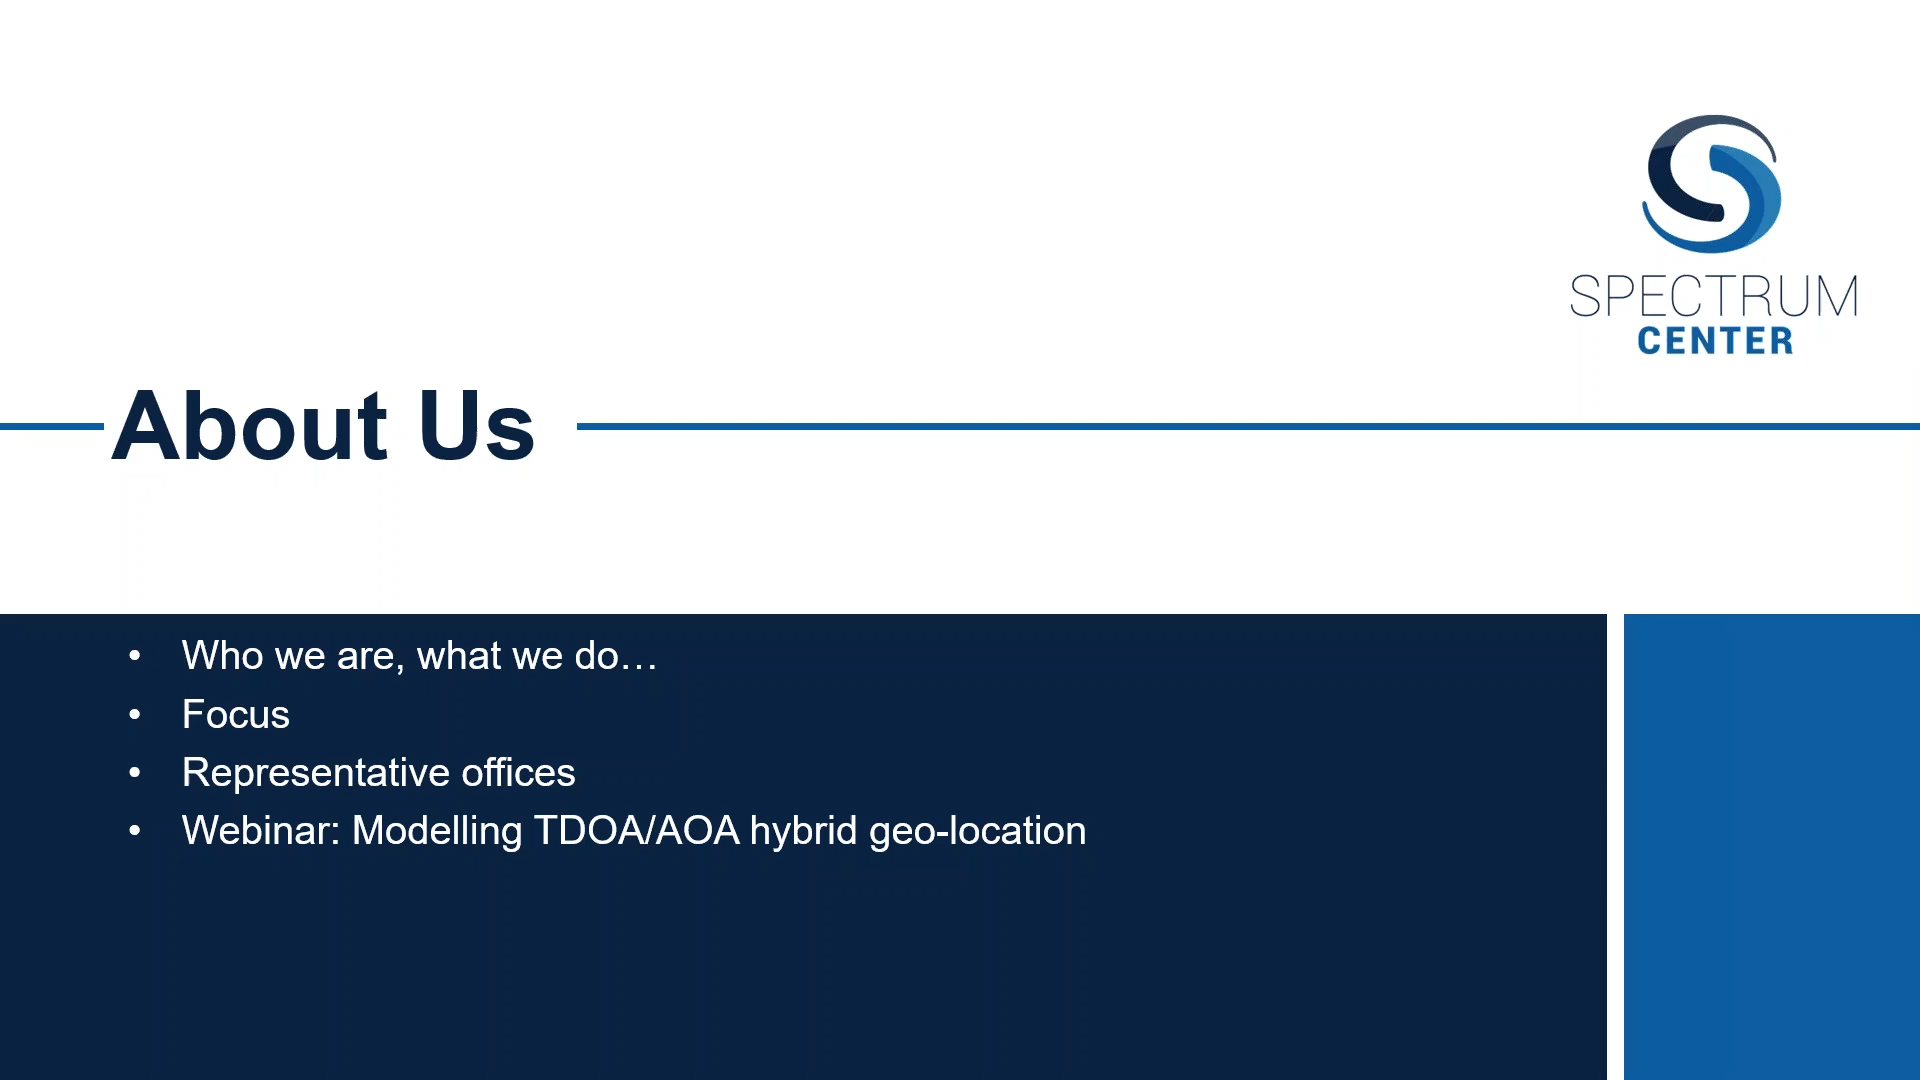 SPECTRUM
CENTER
About Us
• Who we are, what we do…
• Focus
• Representative offices
• Webinar: Modelling TDOA/AOA hybrid geo-location